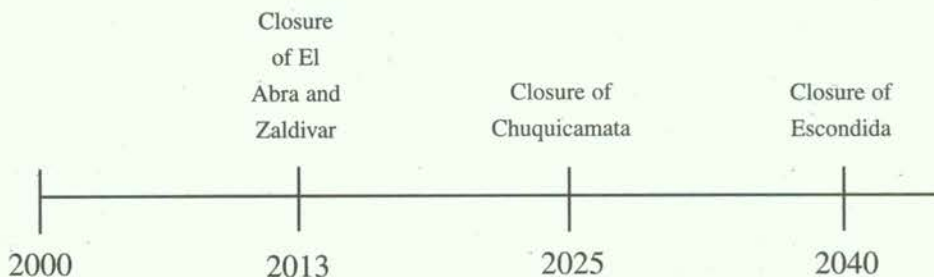 Closure
of El
Abra and
Zaldivar
Closure of
Chuquicamata
Closure of
Escondida
2000
2013
2025
2040